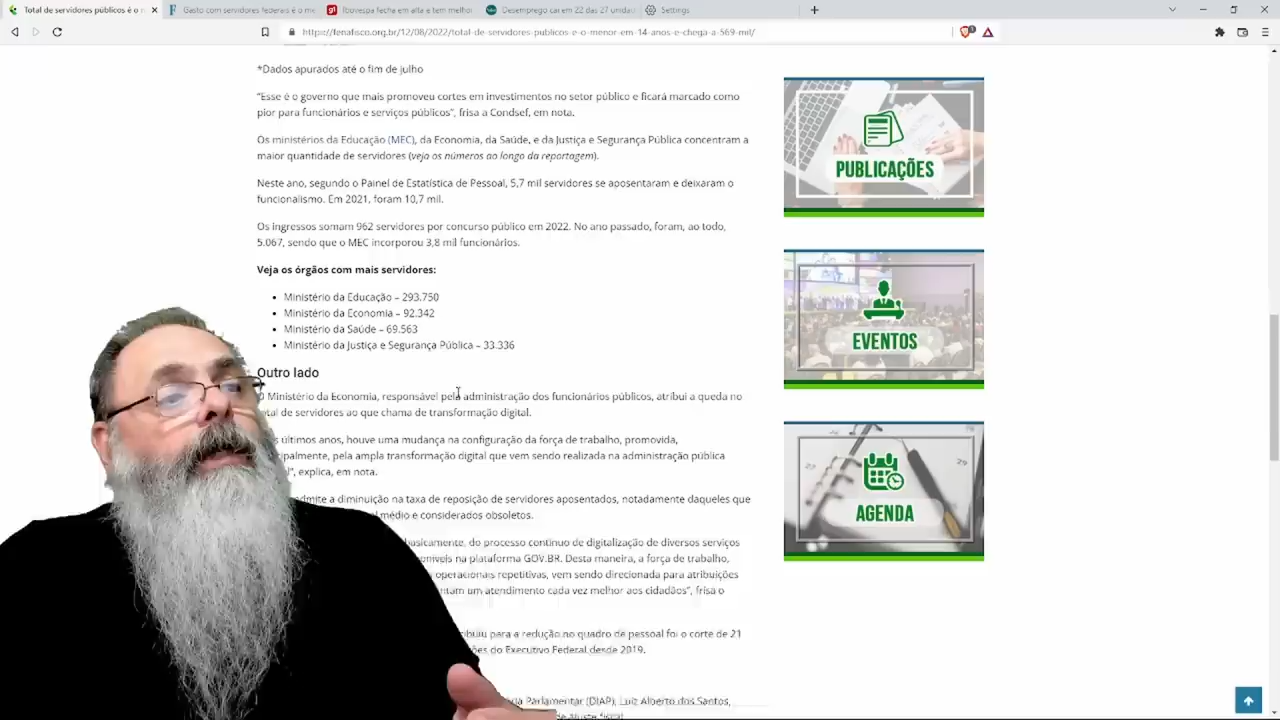 Total de servidores públicos é o
Gasto com servidores federais é o me
g1 Ibovespa fecha em alta e tem melhor
Desemprego cai em 22 das 27 unida
Settings
https://fenafisco.org.br/12/08/2022/total-de-servidores-publicos-e-o-menor-em-14-anos-e-chega-a-569-mil/
*Dados apurados até o fim de julho
“Esse é o governo que mais promoveu cortes em investimentos no setor público e ficará marcado como
pior para funcionários e serviços públicos”, frisa a Condsef, em nota.
Os ministérios da Educação (MEC), da Economia, da Saúde, e da Justiça e Segurança Pública concentram a
maior quantidade de servidores (veja os números ao longo da reportagem).
Neste ano, segundo o Painel de Estatística de Pessoal, 5,7 mil servidores se aposentaram e deixaram o
funcionalismo. Em 2021, foram 10,7 mil.
Os ingressos somam 962 servidores por concurso público em 2022. No ano passado, foram, ao todo,
5.067, sendo que o MEC incorporou 3,8 mil funcionários.
Veja os órgãos com mais servidores:
• Ministério da Educação – 293.750
• Ministério da Economia – 92.342
• Ministério da Saúde – 69.563
• Ministério da Justiça e Segurança Pública – 33.336
Outro lado
Ministério da Economia, responsável pela administração dos funcionários públicos, atribui a queda no
de servidores ao que chama de transformação digital.
últimos anos, houve uma mudança na configuração da força de trabalho, promovida,
pela ampla transformação digital que vem sendo realizada na administração pública
explica, em nota.
a diminuição na taxa de reposição de servidores aposentados, notadamente daqueles que
médio e considerados obsoletos.
do processo contínuo de digitalização de diversos serviços
na plataforma GOV.BR. Desta maneira, a força de trabalho,
operacionais repetitivas, vem sendo direcionada para atribuições
um atendimento cada vez melhor aos cidadãos”, frisa o
para a redução no quadro de pessoal foi o corte de 21
do Executivo Federal desde 2019.
Parlamentar (DIAP), Luiz Alberto dos Santos,
PUBLICAÇÕES
EVENTOS
AGENDA